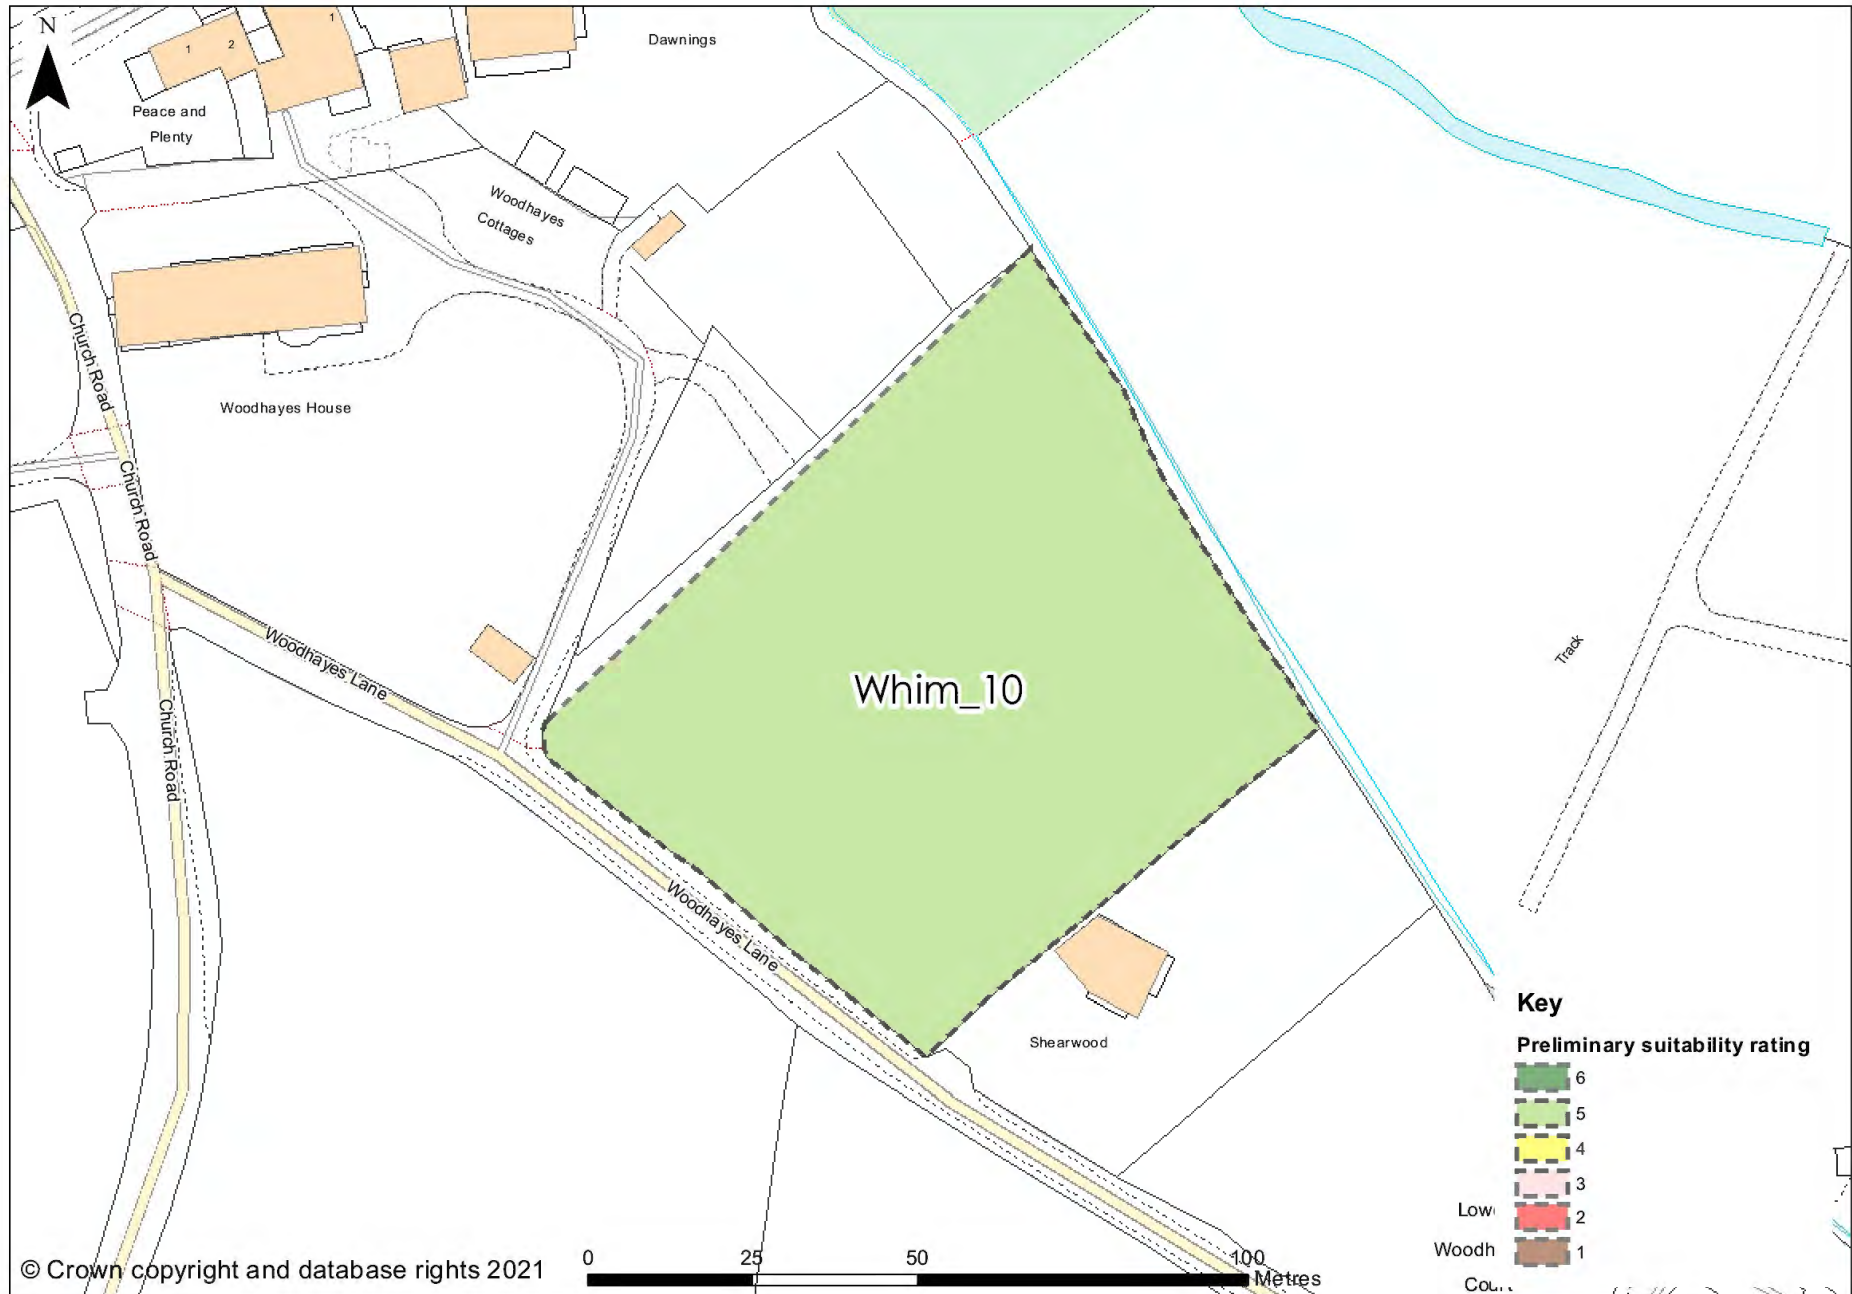 N
1
2
1
Dawnings
Peace and
Plenty
Woodhayes
Cottages
Church Road
Woodhayes House
Church Road
Woodhayes Lane
Church Road
Whim_10
Track
Woodhayes Lane
Shearwood
Key
Preliminary suitability rating
6
5
4
3
2
1
Woodh
© Crown copyright and database rights 2021
0 25 50 100
Metres